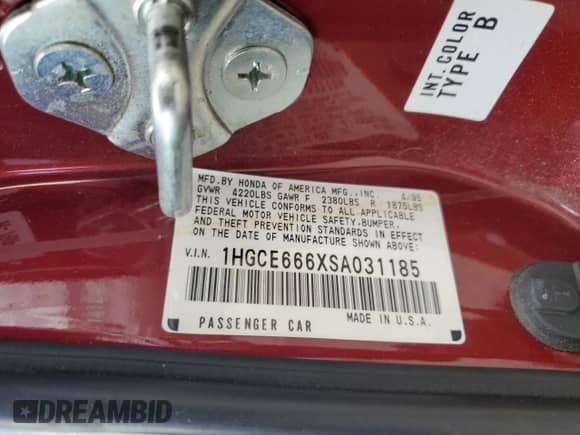 INT. COLOR
TYPE B
MFD. BY HONDA OF AMERICA MFG., INC. 4/95
GVWR 4220LBS GAWR F 2380LBS R 1875LBS
THIS VEHICLE CONFORMS TO ALL APPLICABLE
FEDERAL MOTOR VEHICLE SAFETY, BUMPER,
AND THEFT PREVENTION STANDARDS IN EFFECT
ON THE DATE OF MANUFACTURE SHOWN ABOVE.
V.I.N. 1HGCE666XSA031185
PASSENGER CAR MADE IN U.S.A.
DREAMBID